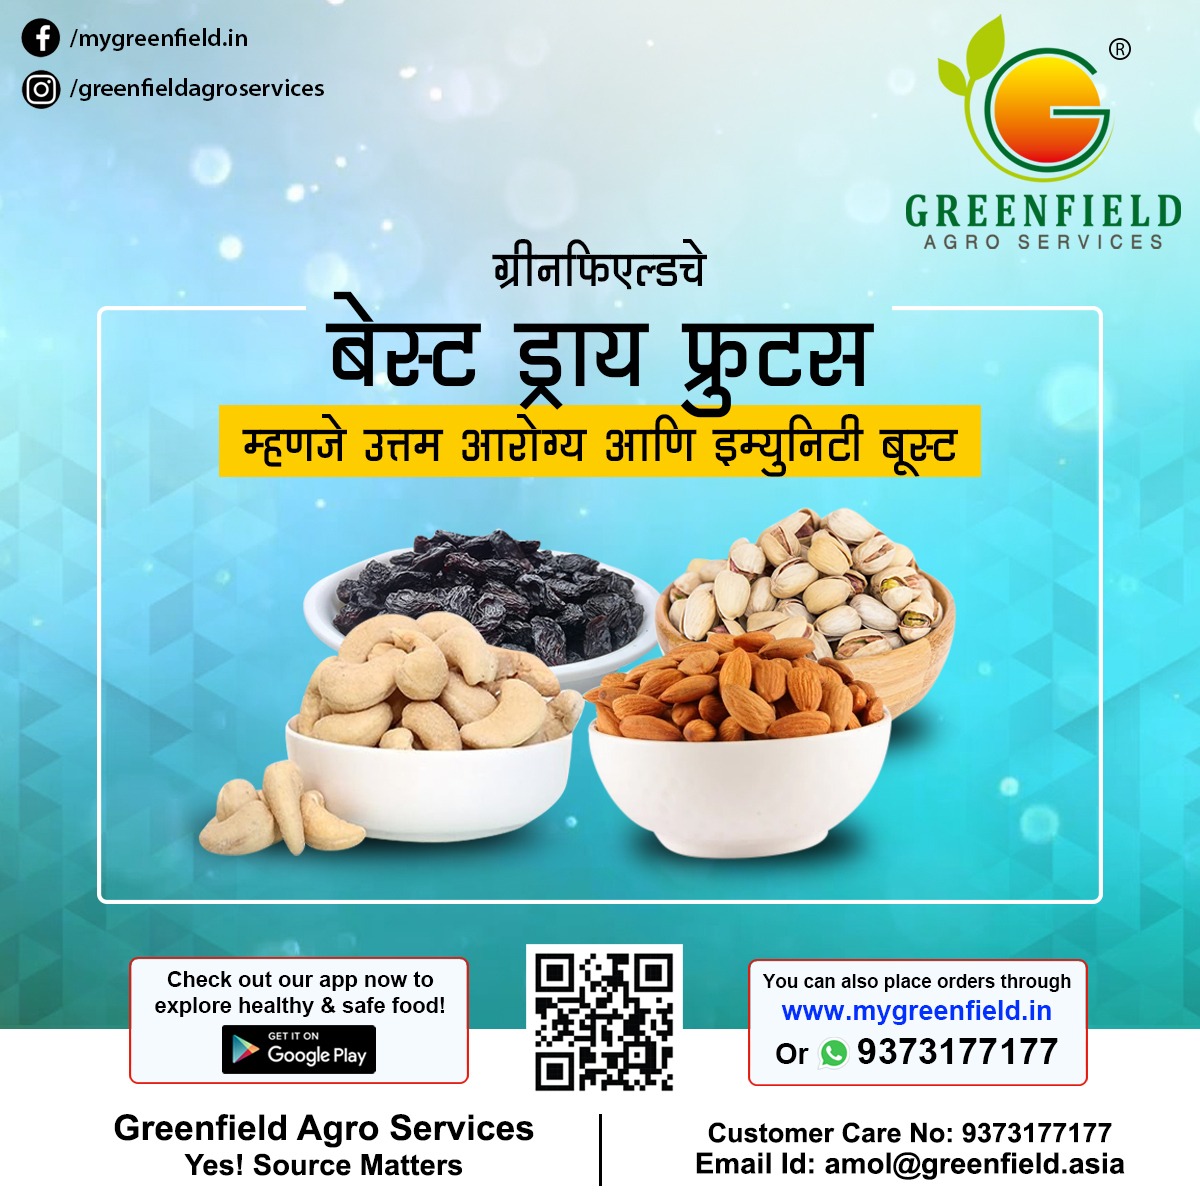 /mygreenfield.in
/greenfieldagroservices
®
GREENFIELD
AGRO SERVICES
ग्रीनफिएल्डचे
बेस्ट ड्राय फ्रुटस
म्हणजे उत्तम आरोग्य आणि इम्युनिटी बूस्ट
Check out our app now to
explore healthy & safe food!
GET IT ON
Google Play
You can also place orders through
www.mygreenfield.in
Or 9373177177
Greenfield Agro Services
Yes! Source Matters
Customer Care No: 9373177177
Email Id: amol@greenfield.asia